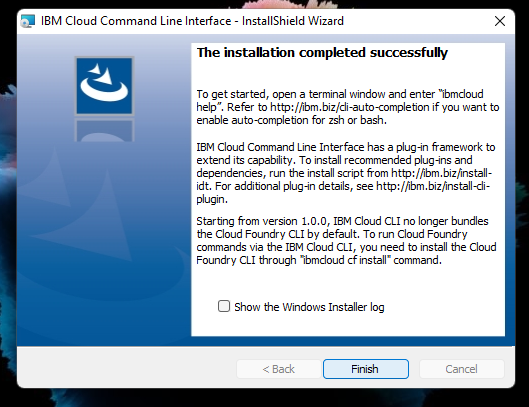 IBM Cloud Command Line Interface - InstallShield Wizard
The installation completed successfully
To get started, open a terminal window and enter "ibmcloud
help". Refer to http://ibm.biz/cli-auto-completion if you want to
enable auto-completion for zsh or bash.
IBM Cloud Command Line Interface has a plug-in framework to
extend its capability. To install recommended plug-ins and
dependencies, run the install script from http://ibm.biz/install-
idt. For additional plug-in details, see http://ibm.biz/install-cli-
plugin.
Starting from version 1.0.0, IBM Cloud CLI no longer bundles
the Cloud Foundry CLI by default. To run Cloud Foundry
commands via the IBM Cloud CLI, you need to install the Cloud
Foundry CLI through "ibmcloud cf install" command.
Show the Windows Installer log
< Back Finish Cancel